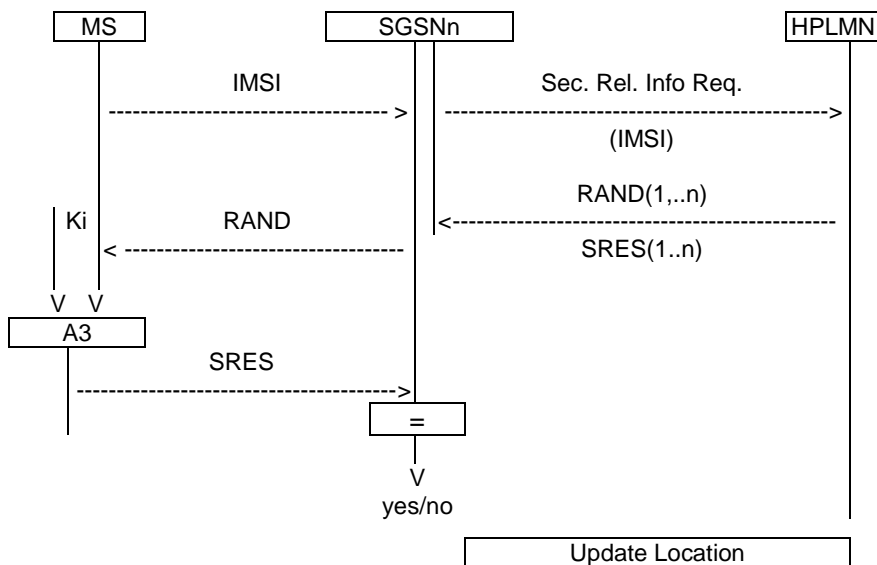 MS SGSNn HPLMN
IMSI Sec. Rel. Info Req.
(IMSI)
RAND(1,..n)
Ki RAND
SRES(1..n)
V V
A3
SRES
=
V
yes/no
Update Location